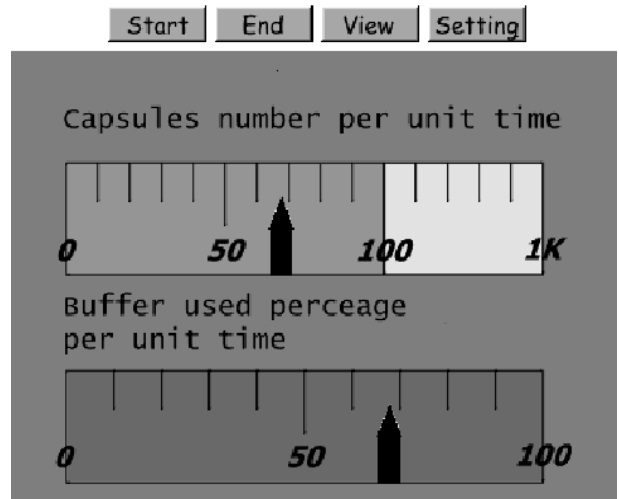 Start End View Setting
Capsules number per unit time
0 50 100 1K
Buffer used perceage
per unit time
0 50 100